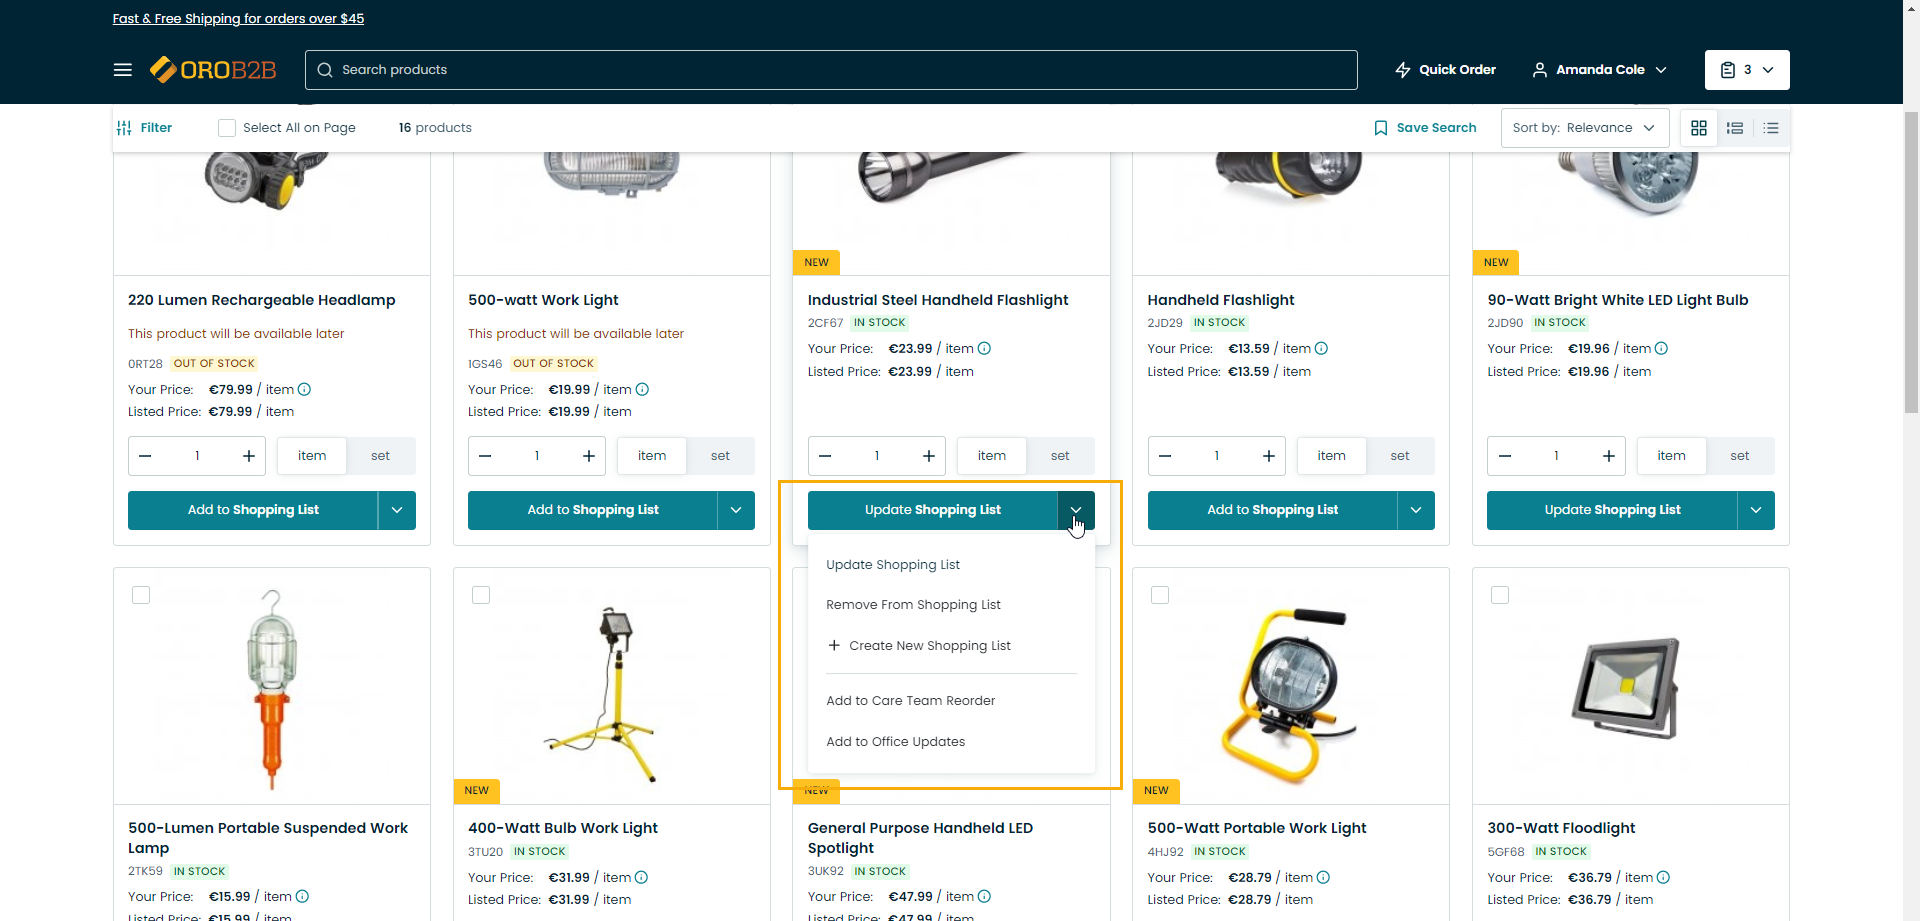 Fast & Free Shipping for orders over $45
OROB2B
Search products
Quick Order
Amanda Cole
3
Filter
Select All on Page
16 products
Save Search
Sort by: Relevance
NEW
NEW
220 Lumen Rechargeable Headlamp
This product will be available later
0RT28 OUT OF STOCK
Your Price: €79.99 / item
Listed Price: €79.99 / item
1 item set
Add to Shopping List
500-watt Work Light
This product will be available later
1GS46 OUT OF STOCK
Your Price: €19.99 / item
Listed Price: €19.99 / item
1 item set
Add to Shopping List
Industrial Steel Handheld Flashlight
2CF67 IN STOCK
Your Price: €23.99 / item
Listed Price: €23.99 / item
1 item set
Update Shopping List
Handheld Flashlight
2JD29 IN STOCK
Your Price: €13.59 / item
Listed Price: €13.59 / item
1 item set
Add to Shopping List
90-Watt Bright White LED Light Bulb
2JD90 IN STOCK
Your Price: €19.96 / item
Listed Price: €19.96 / item
1 item set
Update Shopping List
Update Shopping List
Remove From Shopping List
+ Create New Shopping List
Add to Care Team Reorder
Add to Office Updates
500-Lumen Portable Suspended Work
Lamp
2TK59 IN STOCK
Your Price: €15.99 / item
Listed Price: €15.99 / item
NEW
400-Watt Bulb Work Light
3TU20 IN STOCK
Your Price: €31.99 / item
Listed Price: €31.99 / item
NEW
General Purpose Handheld LED
Spotlight
3UK92 IN STOCK
Your Price: €47.99 / item
Listed Price: €47.99 / item
NEW
500-Watt Portable Work Light
4HJ92 IN STOCK
Your Price: €28.79 / item
Listed Price: €28.79 / item
300-Watt Floodlight
5GF68 IN STOCK
Your Price: €36.79 / item
Listed Price: €36.79 / item